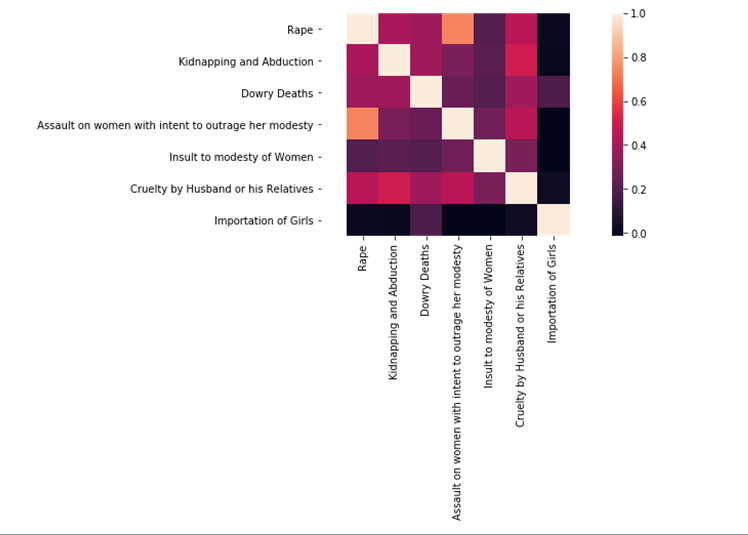 Rape
Kidnapping and Abduction
Dowry Deaths
Assault on women with intent to outrage her modesty
Insult to modesty of Women
Cruelty by Husband or his Relatives
Importation of Girls
1.0
0.8
0.6
0.4
0.2
0.0
Rape
Kidnapping and Abduction
Dowry Deaths
Assault on women with intent to outrage her modesty
Insult to modesty of Women
Cruelty by Husband or his Relatives
Importation of Girls